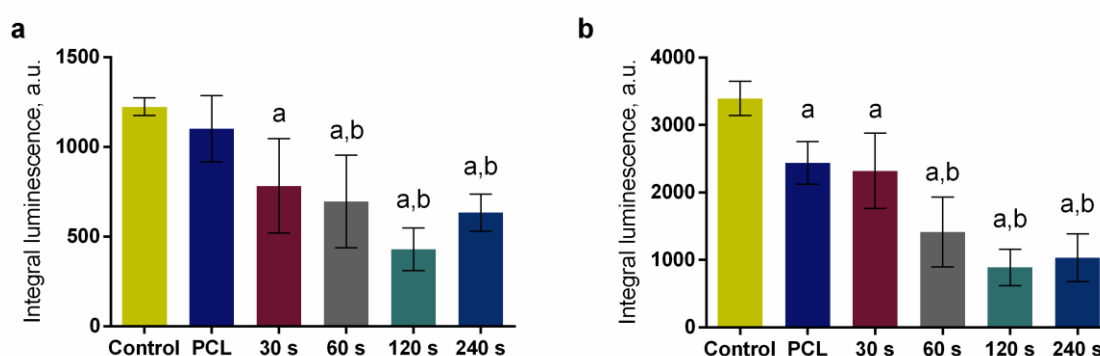 a
Integral luminescence, a.u.
1500
1000
500
0
a
a,b
a,b
a,b
Control PCL 30 s 60 s 120 s 240 s
b
Integral luminescence, a.u.
4000
3000
2000
1000
0
a
a
a,b
a,b
a,b
Control PCL 30 s 60 s 120 s 240 s